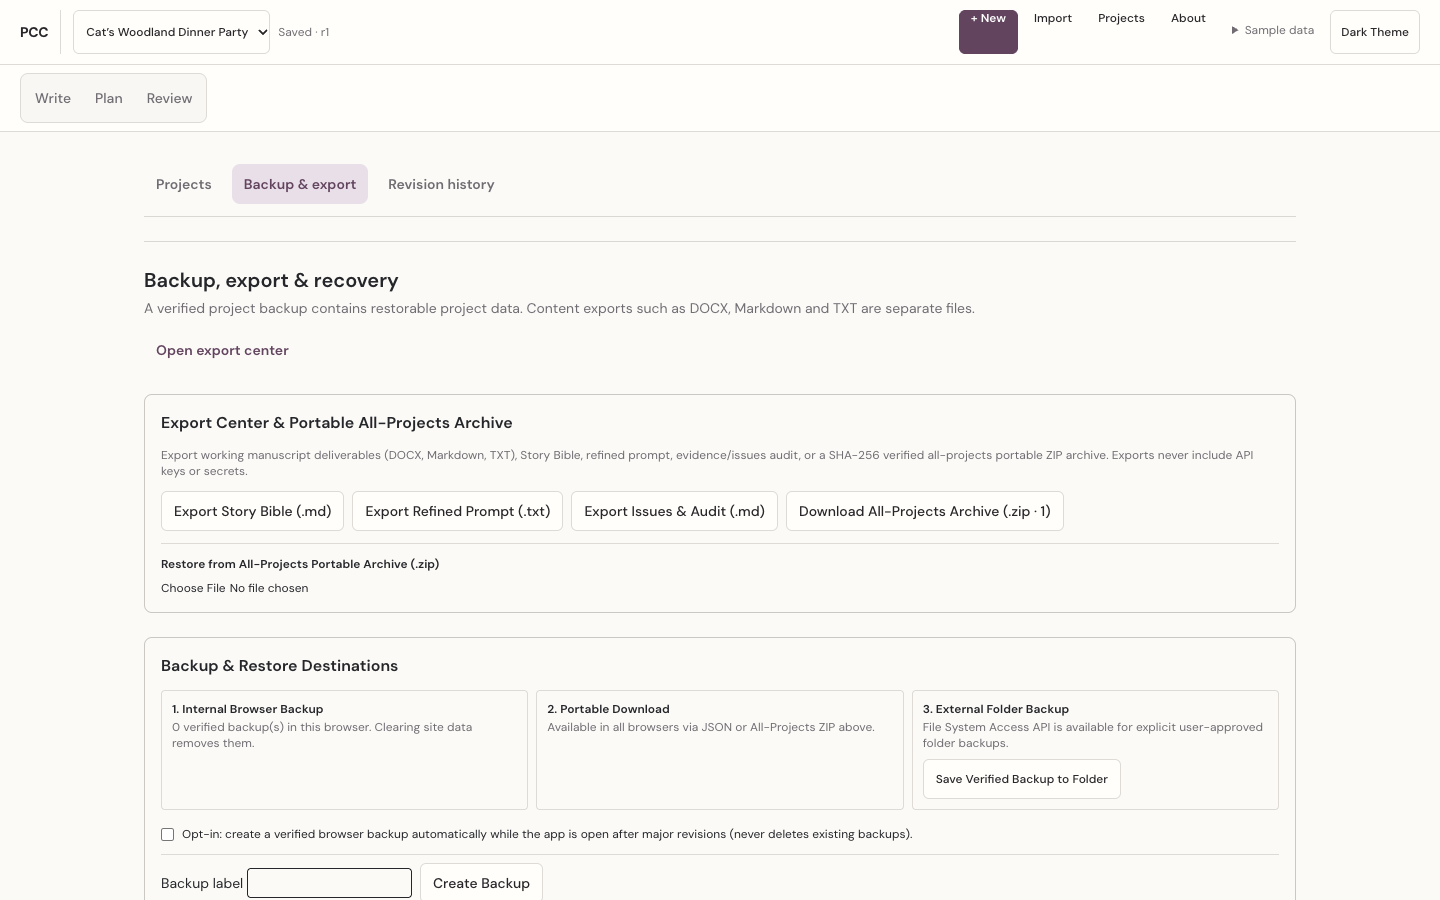 PCC
Cat's Woodland Dinner Party
Saved · r1
+ New
Import
Projects
About
Sample data
Dark Theme
Write
Plan
Review
Projects
Backup & export
Revision history
Backup, export & recovery
A verified project backup contains restorable project data. Content exports such as DOCX, Markdown and TXT are separate files.
Open export center
Export Center & Portable All-Projects Archive
Export working manuscript deliverables (DOCX, Markdown, TXT), Story Bible, refined prompt, evidence/issues audit, or a SHA-256 verified all-projects portable ZIP archive. Exports never include API
keys or secrets.
Export Story Bible (.md)
Export Refined Prompt (.txt)
Export Issues & Audit (.md)
Download All-Projects Archive (.zip · 1)
Restore from All-Projects Portable Archive (.zip)
Choose File No file chosen
Backup & Restore Destinations
1. Internal Browser Backup
0 verified backup(s) in this browser. Clearing site data
removes them.
2. Portable Download
Available in all browsers via JSON or All-Projects ZIP above.
3. External Folder Backup
File System Access API is available for explicit user-approved
folder backups.
Save Verified Backup to Folder
Opt-in: create a verified browser backup automatically while the app is open after major revisions (never deletes existing backups).
Backup label
Create Backup